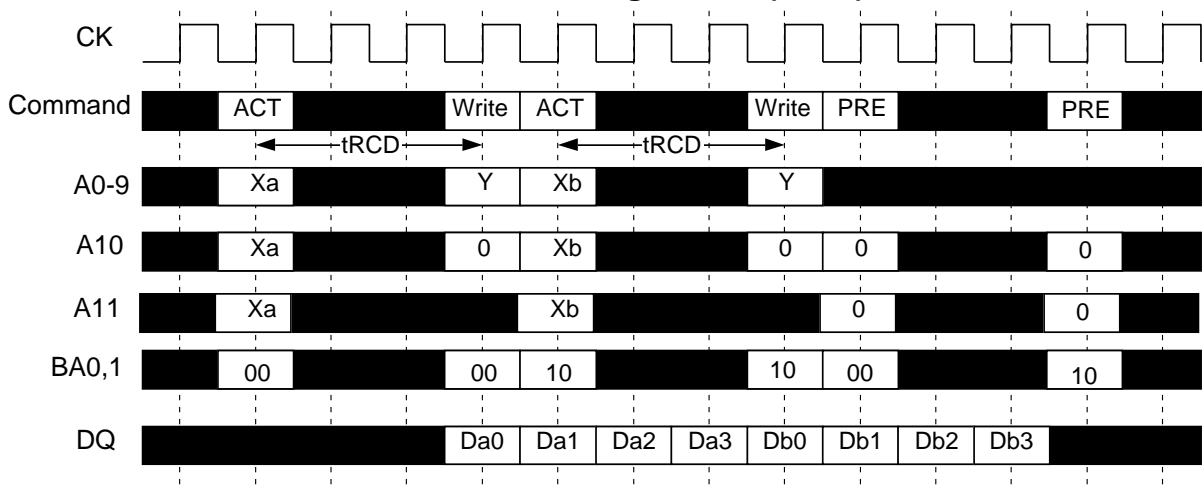 CK
Command ACT Write ACT Write PRE PRE
tRCD tRCD
A0-9 Xa Y Xb Y
A10 Xa 0 Xb 0 0 0
A11 Xa Xb 0 0
BA0,1 00 00 10 10 00 10
DQ Da0 Da1 Da2 Da3 Db0 Db1 Db2 Db3